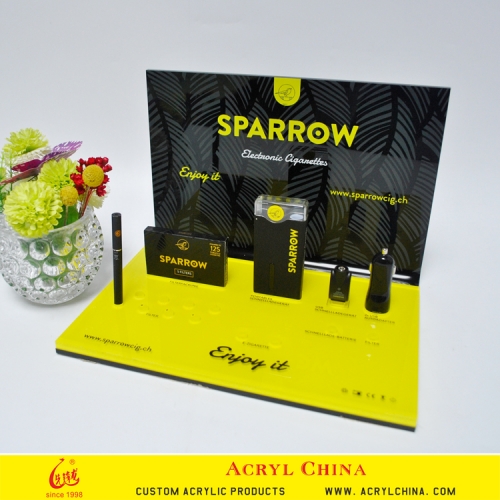 SPARROW
Electronic Cigarettes
Enjoy it
www.sparrowcig.ch
125
SPARROW
SPARROW
www.sparrowcig.ch
Enjoy it
since 1998
ACRYL CHINA
CUSTOM ACRYLIC PRODUCTS
WWW. ACRYLCHINA.COM